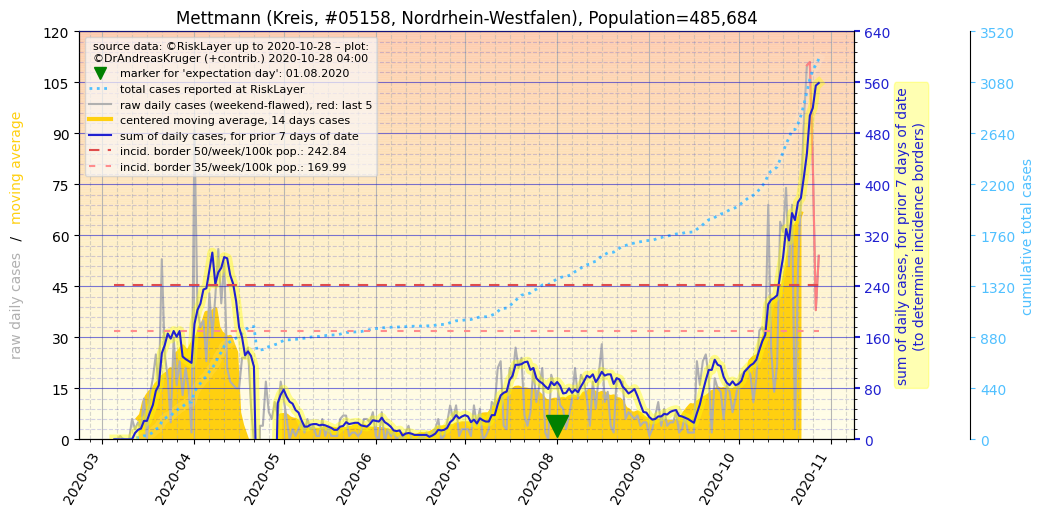 Mettmann (Kreis, #05158, Nordrhein-Westfalen), Population=485,684
source data: ©RiskLayer up to 2020-10-28 – plot:
©DrAndreasKruger (+contrib.) 2020-10-28 04:00
marker for 'expectation day': 01.08.2020
total cases reported at RiskLayer
raw daily cases (weekend-flawed), red: last 5
centered moving average, 14 days cases
sum of daily cases, for prior 7 days of date
incid. border 50/week/100k pop.: 242.84
incid. border 35/week/100k pop.: 169.99
raw daily cases / moving average
120
105
90
75
60
45
30
15
0
2020-03
2020-04
2020-05
2020-06
2020-07
2020-08
2020-09
2020-10
2020-11
640
560
480
400
320
240
160
80
0
sum of daily cases, for prior 7 days of date
(to determine incidence borders)
3520
3080
2640
2200
1760
1320
880
440
0
cumulative total cases